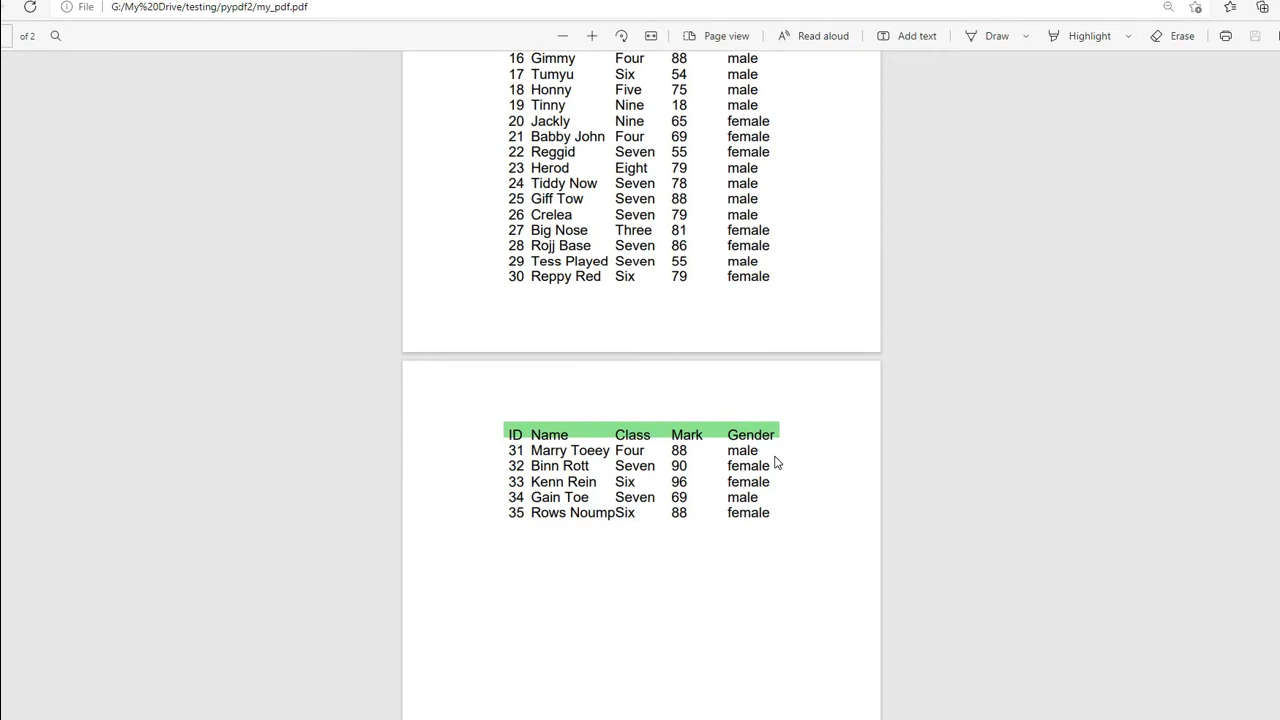 File G:/My%20Drive/testing/pypdf2/my_pdf.pdf
of 2 Page view Read aloud Add text Draw Highlight Erase
16 Gimmy Four 88 male
17 Tumyu Six 54 male
18 Honny Five 75 male
19 Tinny Nine 18 male
20 Jackly Nine 65 female
21 Babby John Four 69 female
22 Reggid Seven 55 female
23 Herod Eight 79 male
24 Tiddy Now Seven 78 male
25 Giff Tow Seven 88 male
26 Crelea Seven 79 male
27 Big Nose Three 81 female
28 Rojj Base Seven 86 female
29 Tess Played Seven 55 male
30 Reppy Red Six 79 female
ID Name Class Mark Gender
31 Marry Toeey Four 88 male
32 Binn Rott Seven 90 female
33 Kenn Rein Six 96 female
34 Gain Toe Seven 69 male
35 Rows Noump Six 88 female